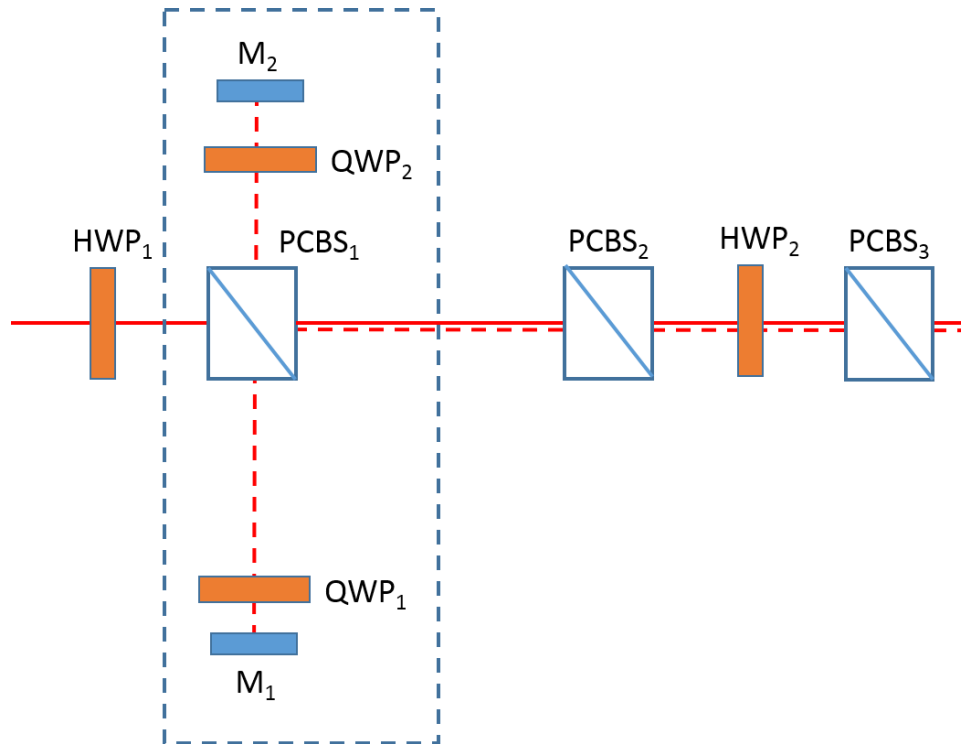 M₂
QWP₂
HWP₁
PCBS₁
PCBS₂
HWP₂
PCBS₃
QWP₁
M₁